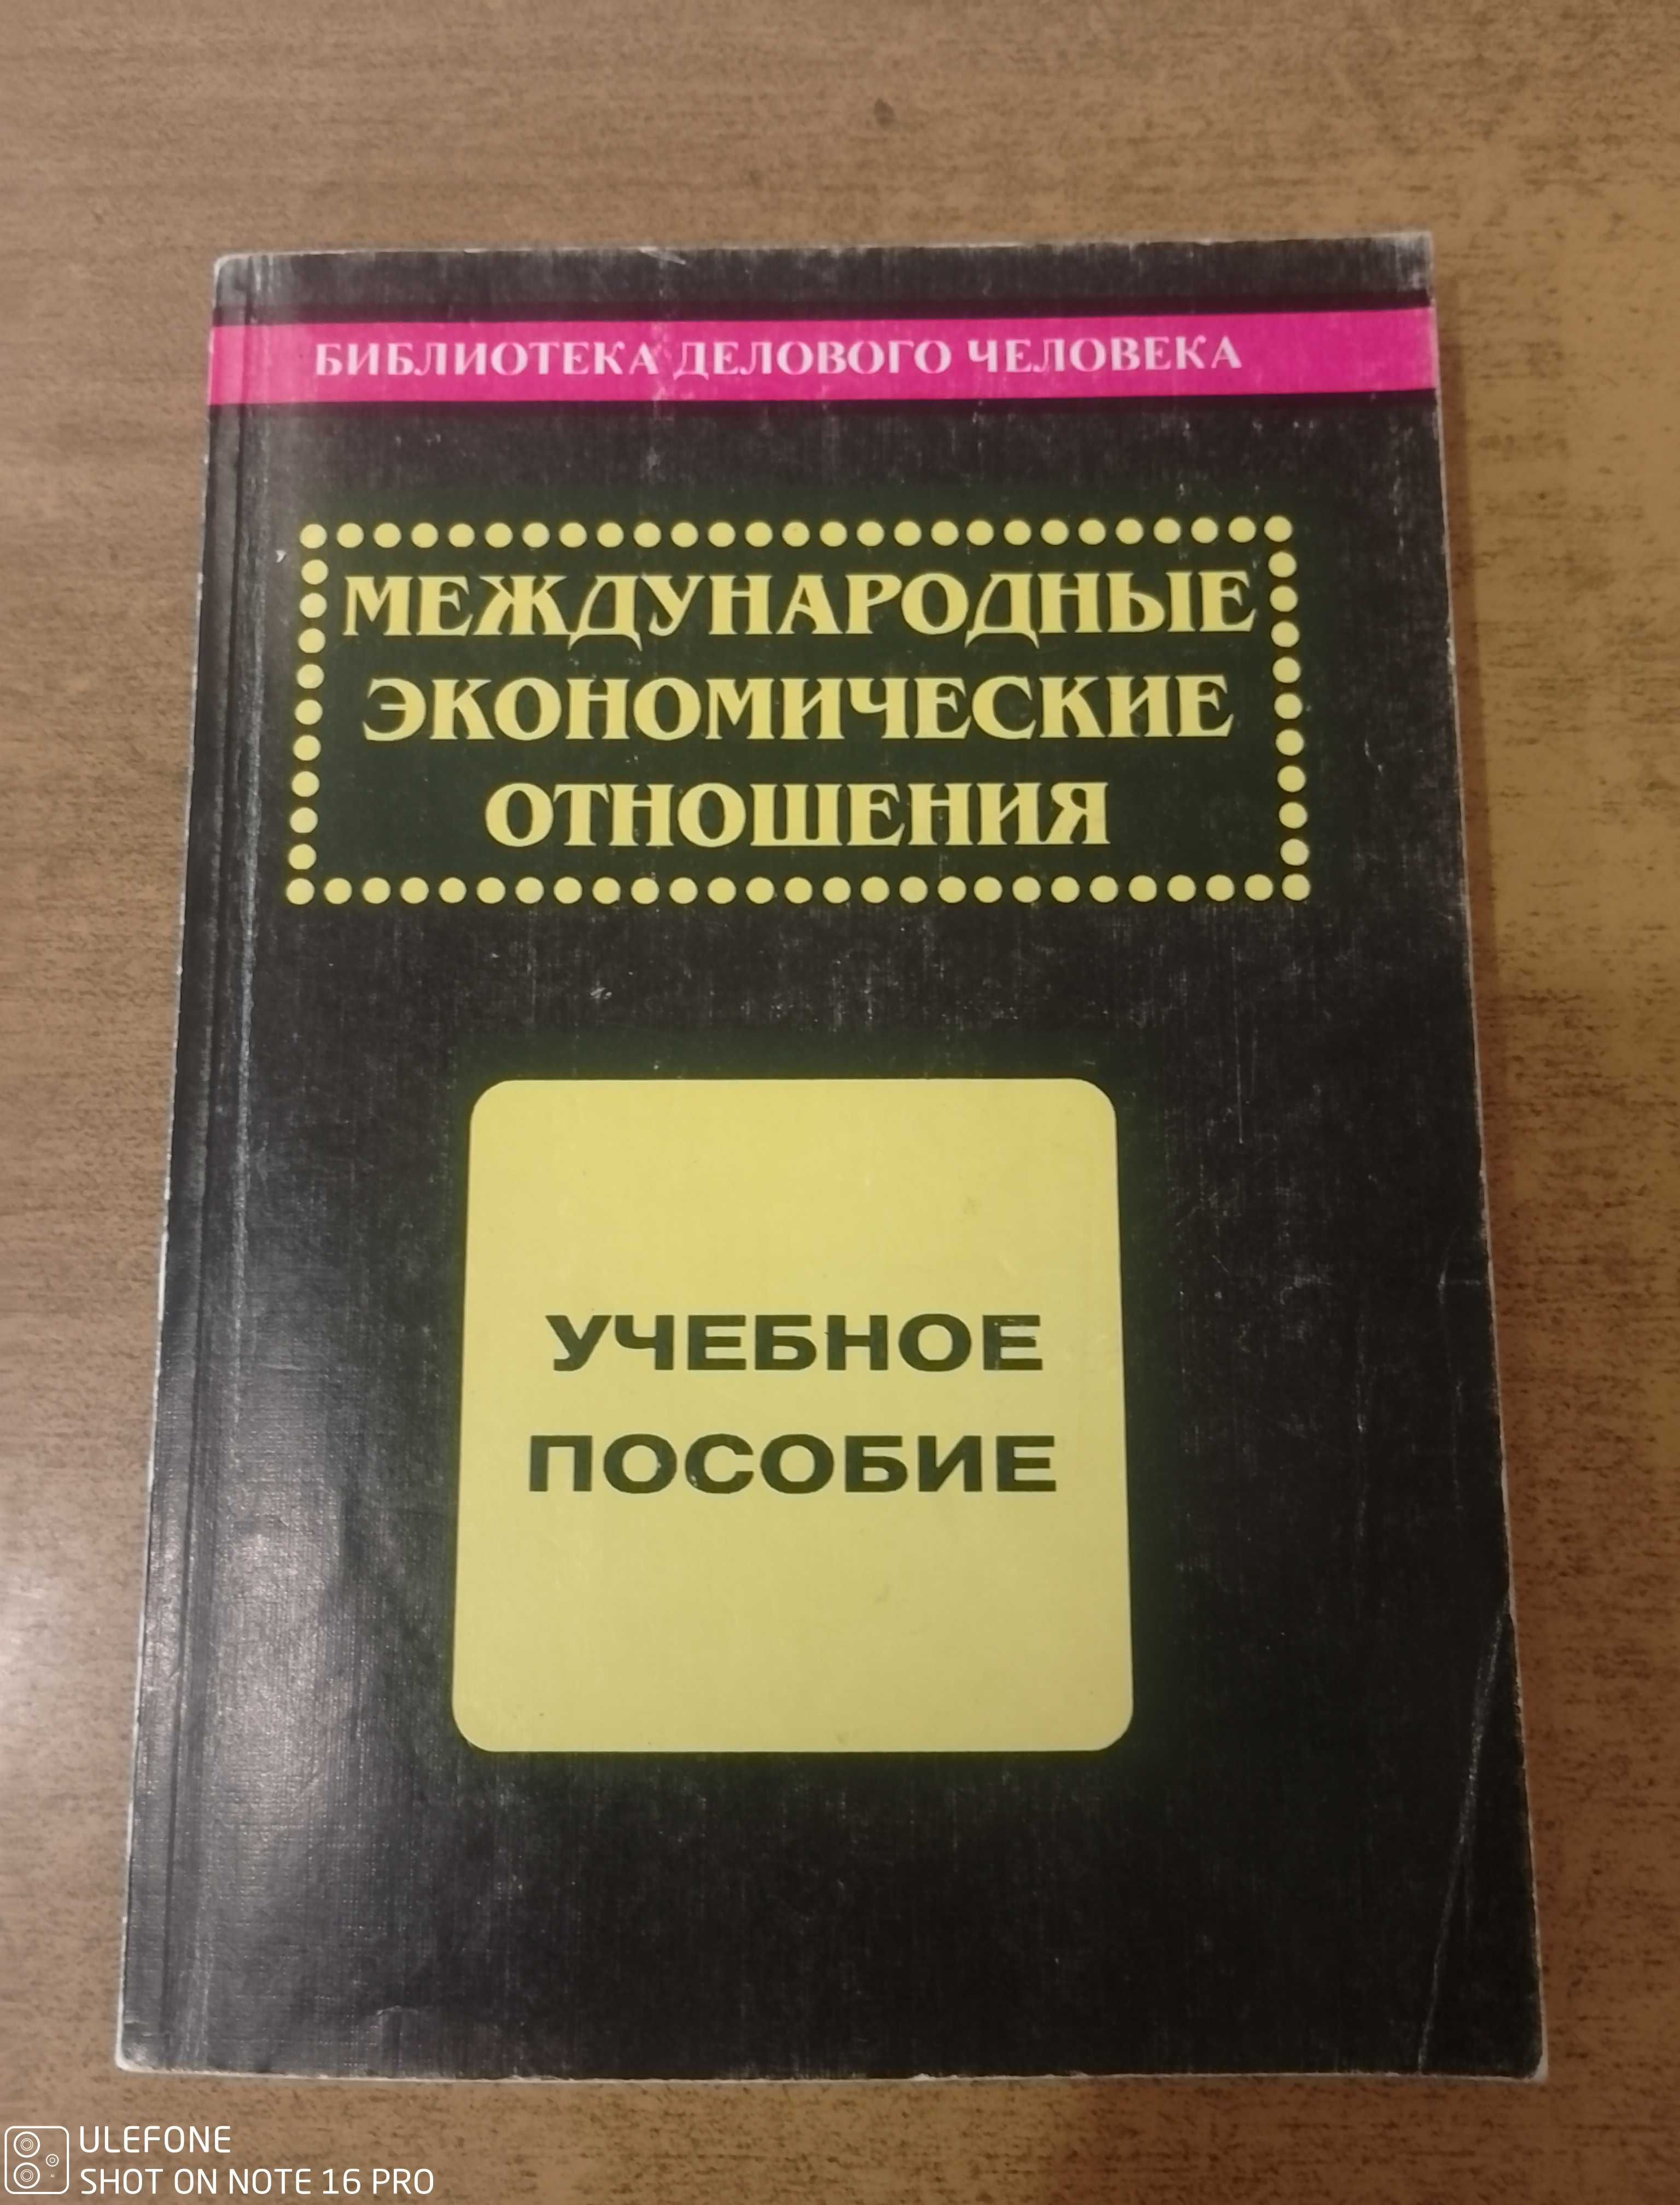 БИБЛИОТЕКА ДЕЛОВОГО ЧЕЛОВЕКА
МЕЖДУНАРОДНЫЕ
ЭКОНОМИЧЕСКИЕ
ОТНОШЕНИЯ
УЧЕБНОЕ
ПОСОБИЕ
ULEFONE
SHOT ON NOTE 16 PRO